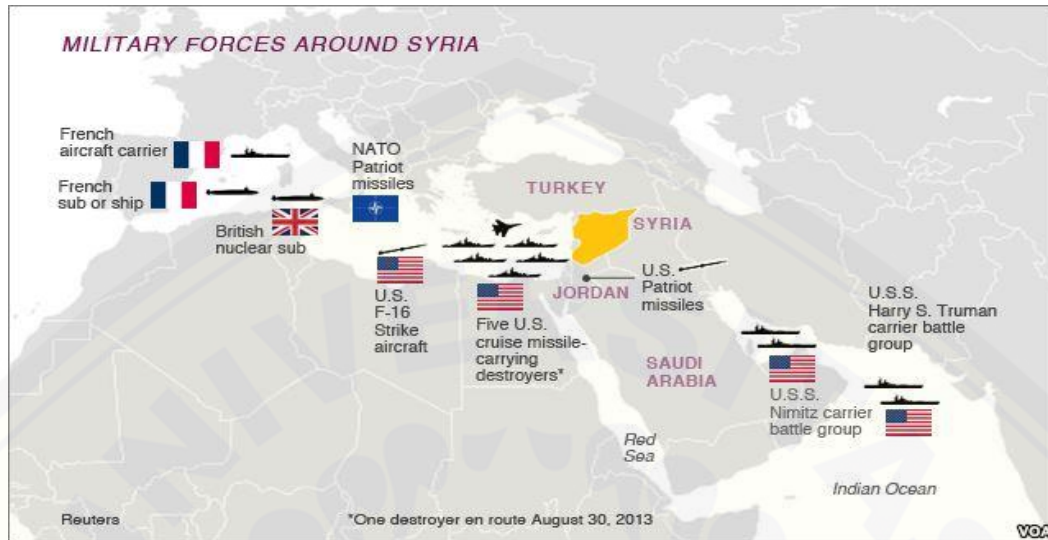 MILITARY FORCES AROUND SYRIA
French
aircraft carrier
French
sub or ship
British
nuclear sub
NATO
Patriot
missiles
U.S.
F-16
Strike
aircraft
Five U.S.
cruise missile-
carrying
destroyers*
TURKEY
SYRIA
JORDAN
U.S.
Patriot
missiles
SAUDI
ARABIA
U.S.S.
Harry S. Truman
carrier battle
group
U.S.S.
Nimitz carrier
battle group
Red
Sea
Indian Ocean
Reuters
*One destroyer en route August 30, 2013
VOA